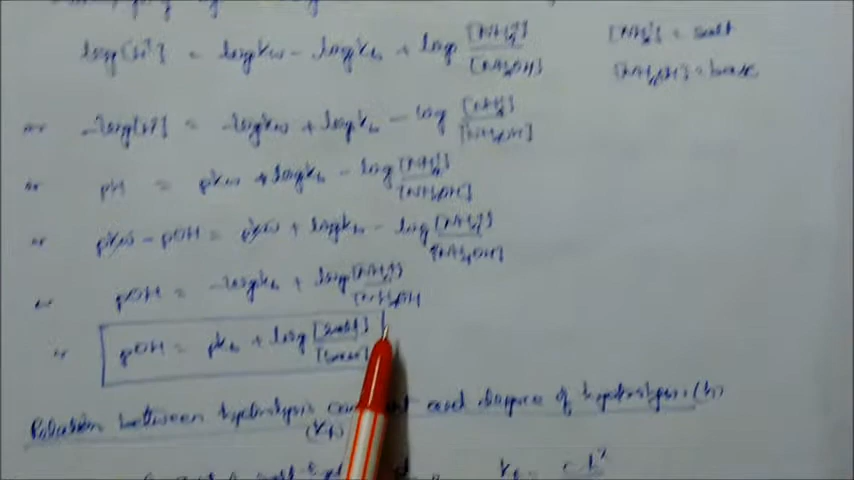 log[H⁺] = logKw - logKb + log [NH₄⁺]/[NH₄OH] [NH₄⁺] = salt
[NH₄OH] = base
or -log[H⁺] = -logKw + logKb - log [NH₄⁺]/[NH₄OH]
or pH = pKw + logKb - log [NH₄⁺]/[NH₄OH]
or pKw - pOH = pKw + logKb - log [NH₄⁺]/[NH₄OH]
or pOH = -logKb + log [NH₄⁺]/[NH₄OH
or pOH = pKb + log [salt]/[base]
Relation between hydrolysis and degree of hydrolysis (h)
(Kh)